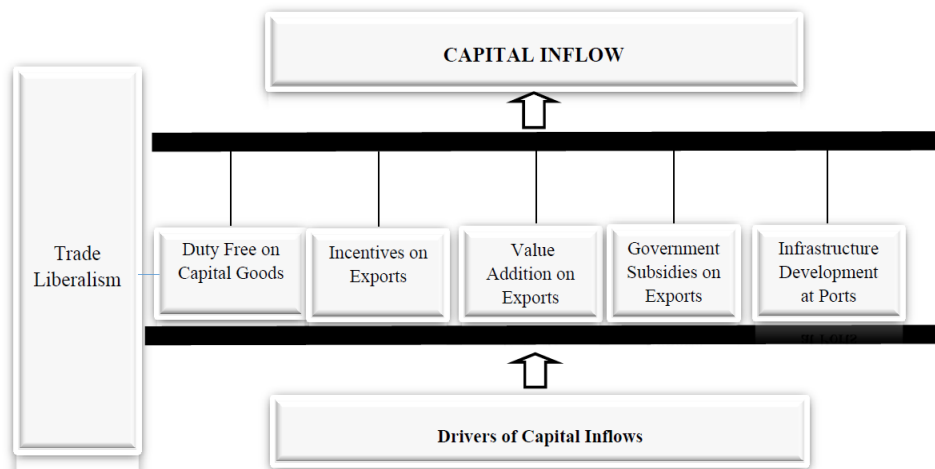 CAPITAL INFLOW
Trade
Liberalism
Duty Free on
Capital Goods
Incentives on
Exports
Value
Addition on
Exports
Government
Subsidies on
Exports
Infrastructure
Development
at Ports
Drivers of Capital Inflows